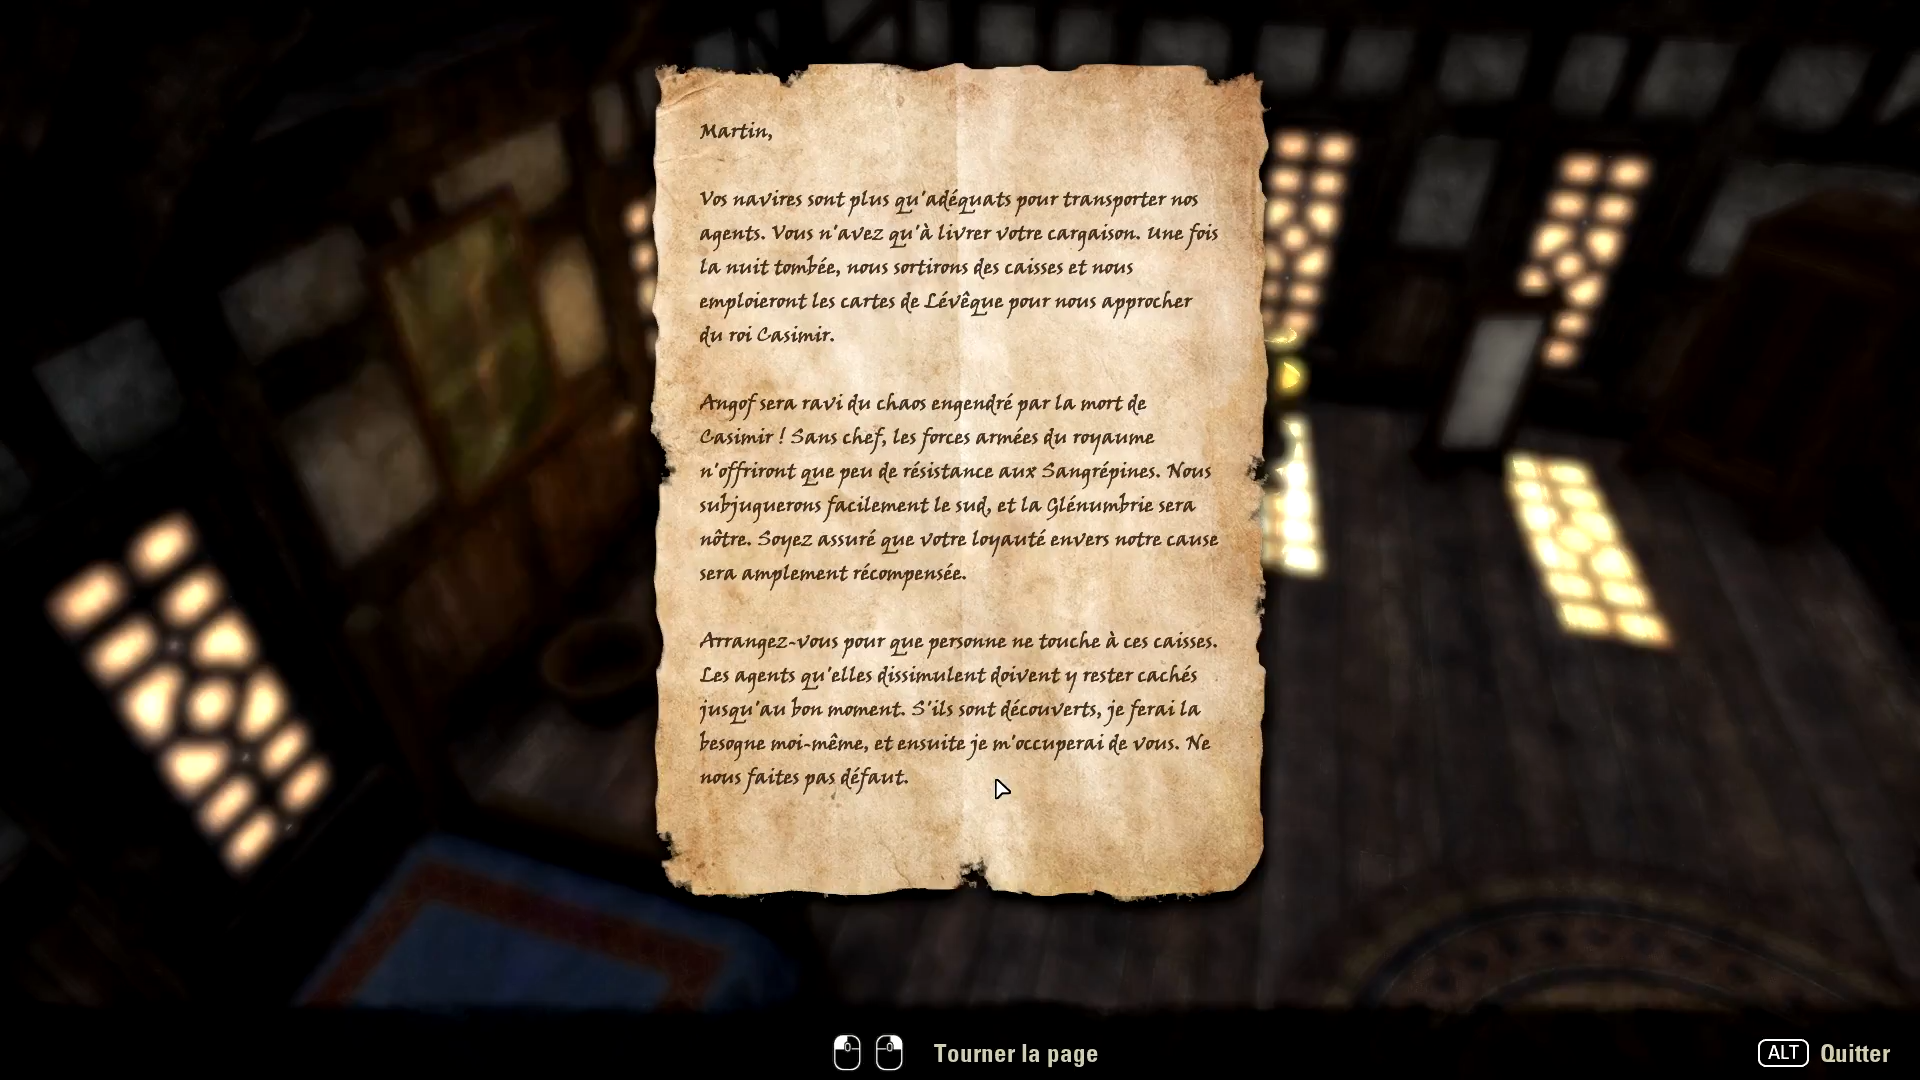 Martin,
Vos navires sont plus qu'adéquats pour transporter nos
agents. Vous n'avez qu'à livrer votre cargaison. Une fois
la nuit tombée, nous sortirons des caisses et nous
emploieront les cartes de Lévêque pour nous approcher
du roi Casimir.
Angof sera ravi du chaos engendré par la mort de
Casimir ! Sans chef, les forces armées du royaume
n'offriront que peu de résistance aux Sangrépines. Nous
subjuguerons facilement le sud, et la Glénumbrie sera
nôtre. Soyez assuré que votre loyauté envers notre cause
sera amplement récompensée.
Arrangez-vous pour que personne ne touche à ces caisses.
Les agents qu'elles dissimulent doivent y rester cachés
jusqu'au bon moment. S'ils sont découverts, je ferai la
besogne moi-même, et ensuite je m'occuperai de vous. Ne
nous faites pas défaut.
Tourner la page
ALT Quitter